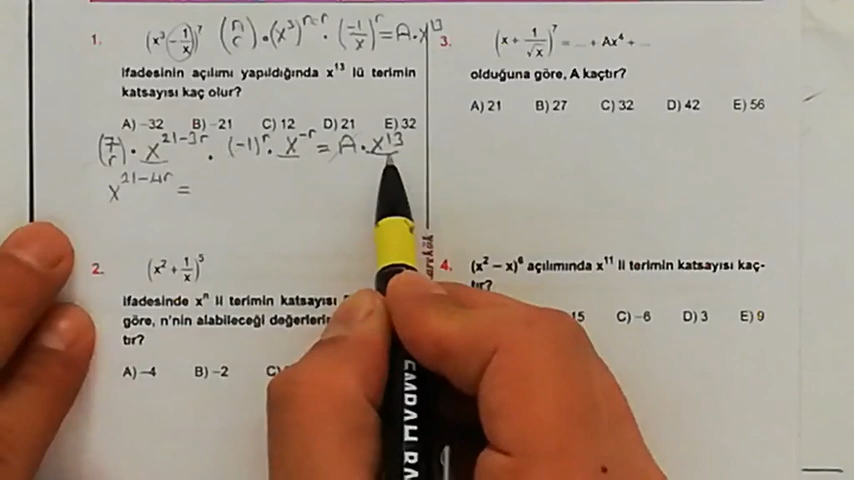 1. (x³ - 1/x)⁷ (n r) • (x³)ⁿ⁻ʳ • (-1/x)ʳ = A • x¹³
ifadesinin açılımı yapıldığında x¹³ lü terimin
katsayısı kaç olur?
A) -32 B) -21 C) 12 D) 21 E) 32
(7 r) • x²¹⁻³ʳ • (-1)ʳ • x⁻ʳ = A • x¹³
x²¹⁻⁴ʳ =
2. (x² + 1/x)⁵
ifadesinde xⁿ li terimin katsayısı
göre, n'nin alabileceği değerlerin
tır?
A) -4 B) -2 C)
3. (x + 1/√x)⁷ = ... + Ax⁴ + ...
olduğuna göre, A kaçtır?
A) 21 B) 27 C) 32 D) 42 E) 56
4. (x² - x)⁶ açılımında x¹¹ li terimin katsayısı kaç-
tır?
15 C) -6 D) 3 E) 9
EMRAH